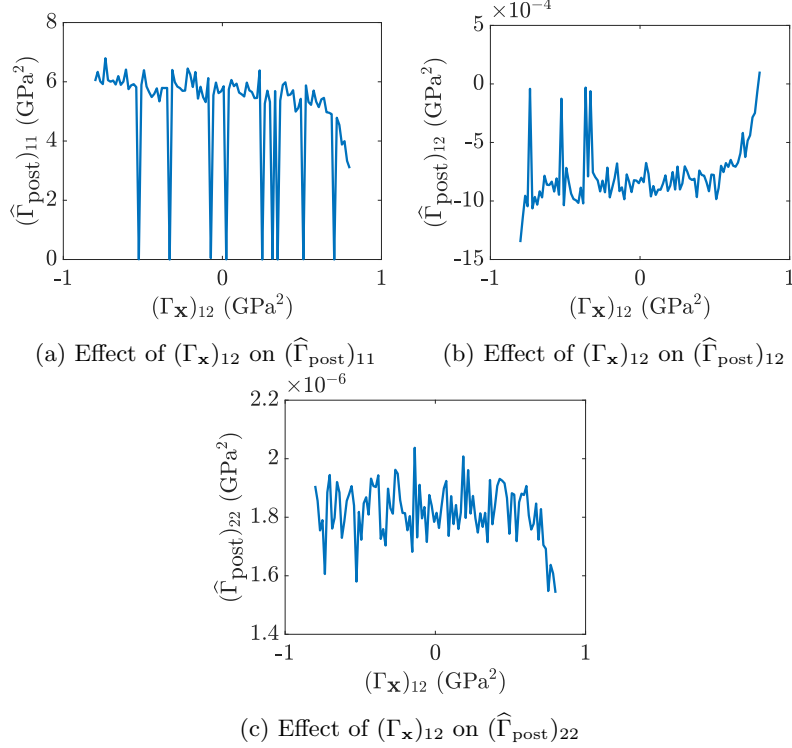 8
6
4
2
0
-1
0
1
(Γ̂post)11 (GPa²)
(Γx)12 (GPa²)
(a) Effect of (Γx)12 on (Γ̂post)11
×10⁻⁴
5
0
-5
-10
-15
-1
0
1
(Γ̂post)12 (GPa²)
(Γx)12 (GPa²)
(b) Effect of (Γx)12 on (Γ̂post)12
×10⁻⁶
2.2
2
1.8
1.6
1.4
-1
0
1
(Γ̂post)22 (GPa²)
(Γx)12 (GPa²)
(c) Effect of (Γx)12 on (Γ̂post)22